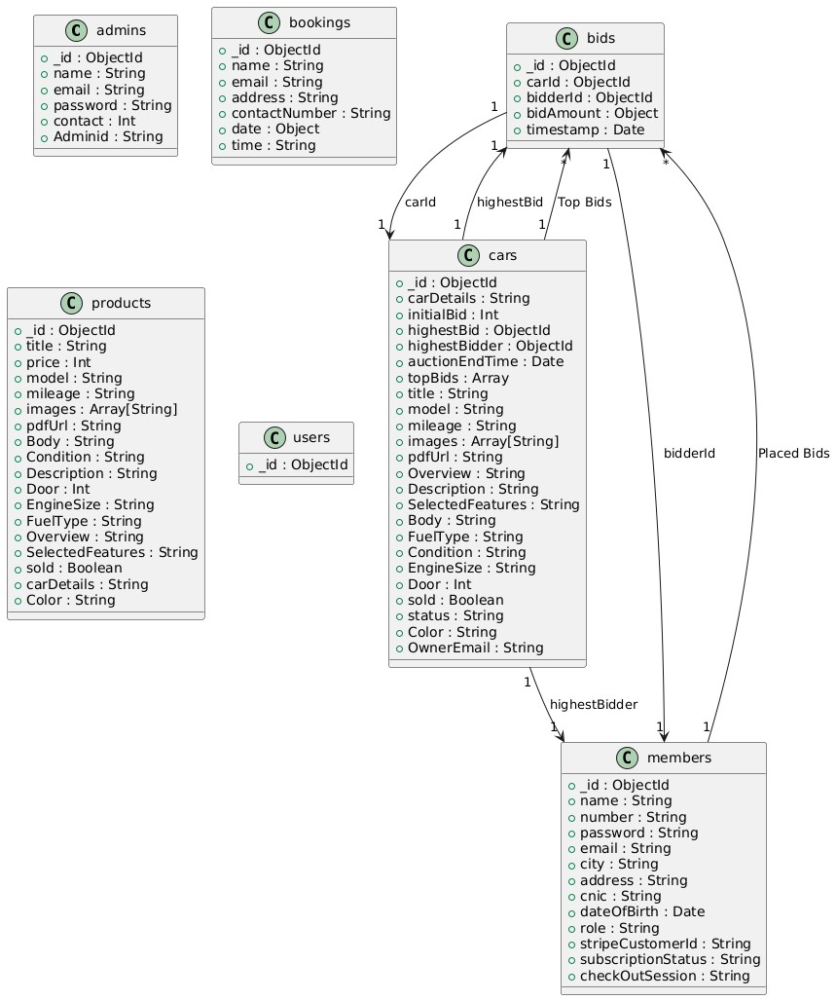 C admins
+_id : ObjectId
name : String
email : String
password : String
contact : Int
Adminid : String
C bookings
_id : ObjectId
name : String
email : String
address : String
contactNumber : String
date : Object
time : String
C bids
_id : ObjectId
carId : ObjectId
bidderId : ObjectId
bidAmount : Object
timestamp : Date
1
1
*
1
*
carId
highestBid
Top Bids
1
1
1
C cars
_id : ObjectId
carDetails : String
initialBid : Int
highestBid : ObjectId
highestBidder : ObjectId
auctionEndTime : Date
topBids : Array
title : String
model : String
mileage : String
images : Array[String]
pdfUrl : String
Overview : String
Description : String
SelectedFeatures : String
Body : String
FuelType : String
Condition : String
EngineSize : String
Door : Int
sold : Boolean
status : String
Color : String
OwnerEmail : String
C products
_id : ObjectId
title : String
price : Int
model : String
mileage : String
images : Array[String]
pdfUrl : String
Body : String
Condition : String
Description : String
Door : Int
EngineSize : String
FuelType : String
Overview : String
SelectedFeatures : String
sold : Boolean
carDetails : String
Color : String
C users
_id : ObjectId
bidderId
Placed Bids
1
highestBidder
1
1
1
C members
_id : ObjectId
name : String
number : String
password : String
email : String
city : String
address : String
cnic : String
dateOfBirth : Date
role : String
stripeCustomerId : String
subscriptionStatus : String
checkOutSession : String